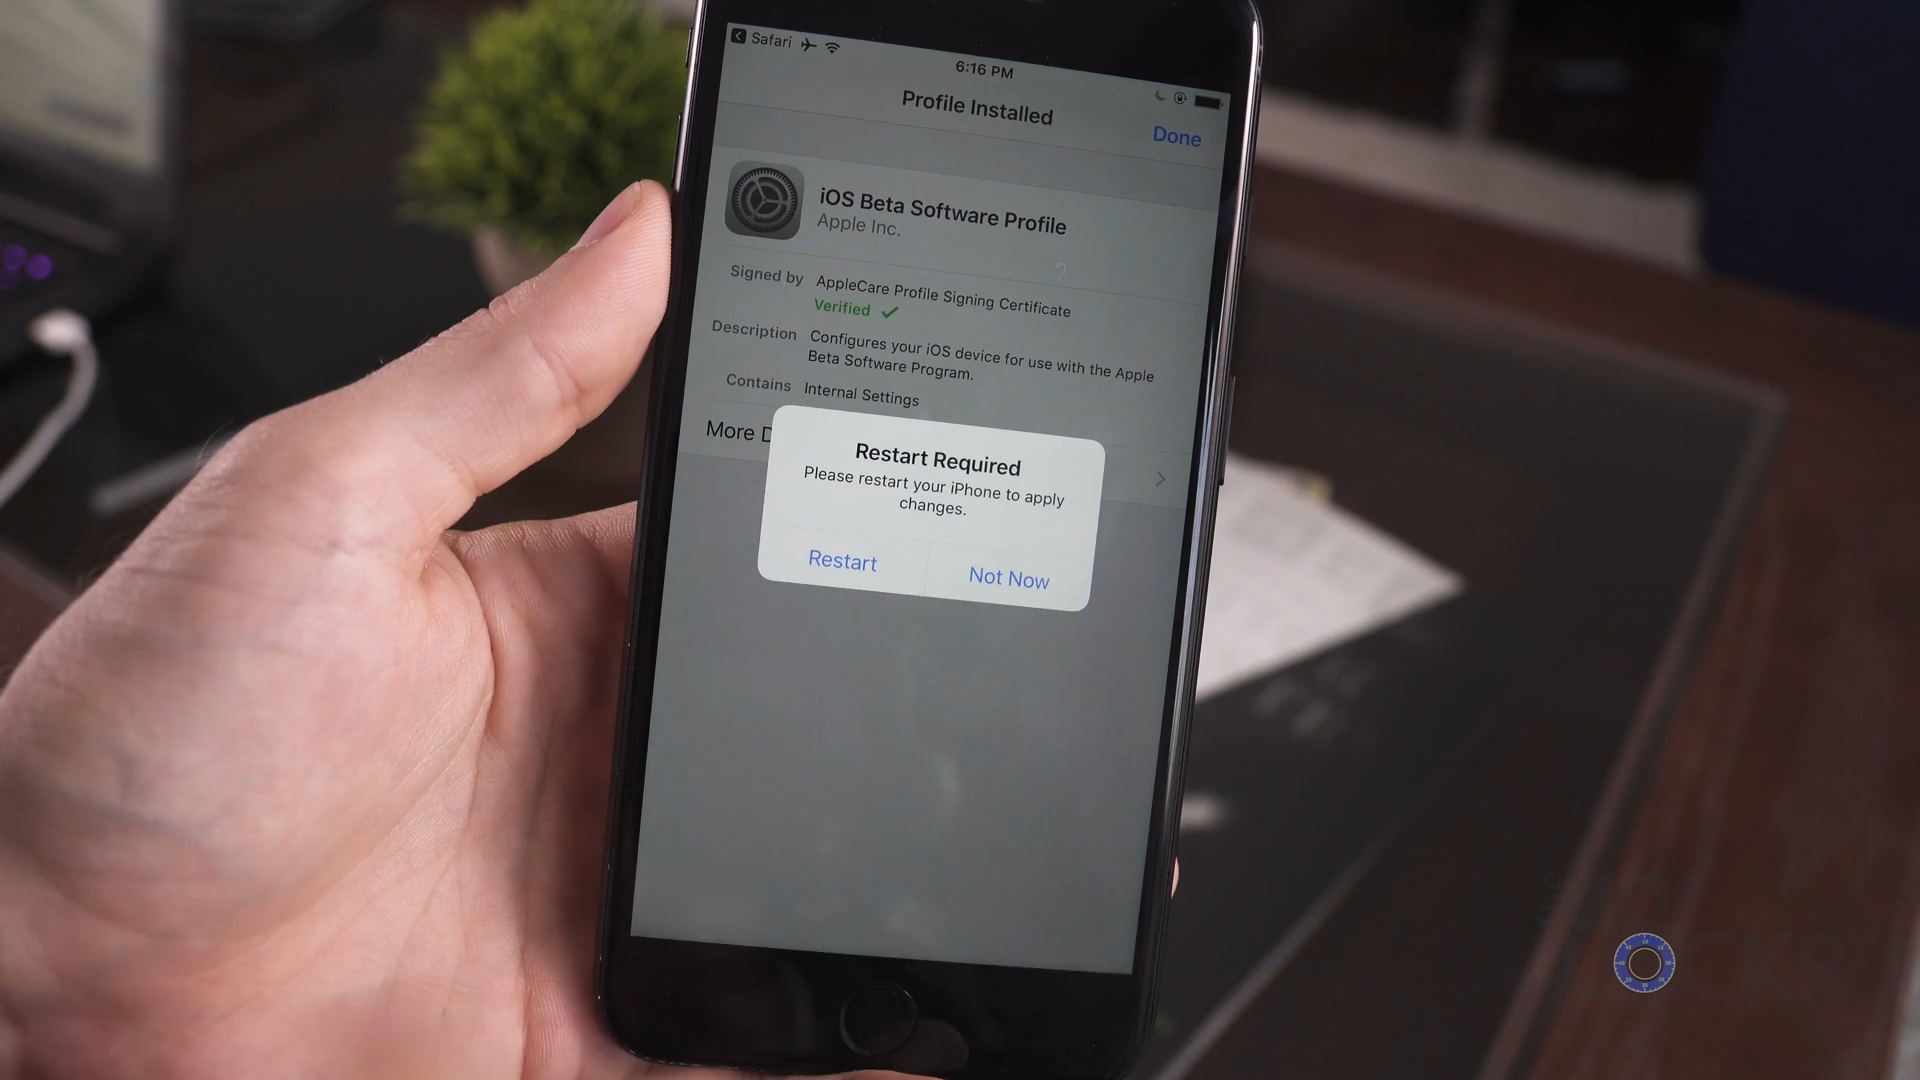 Safari
6:16 PM
Profile Installed
Done
iOS Beta Software Profile
Apple Inc.
Signed by AppleCare Profile Signing Certificate
Verified ✓
Description Configures your iOS device for use with the Apple
Beta Software Program.
Contains Internal Settings
More D
Restart Required
Please restart your iPhone to apply
changes.
Restart Not Now